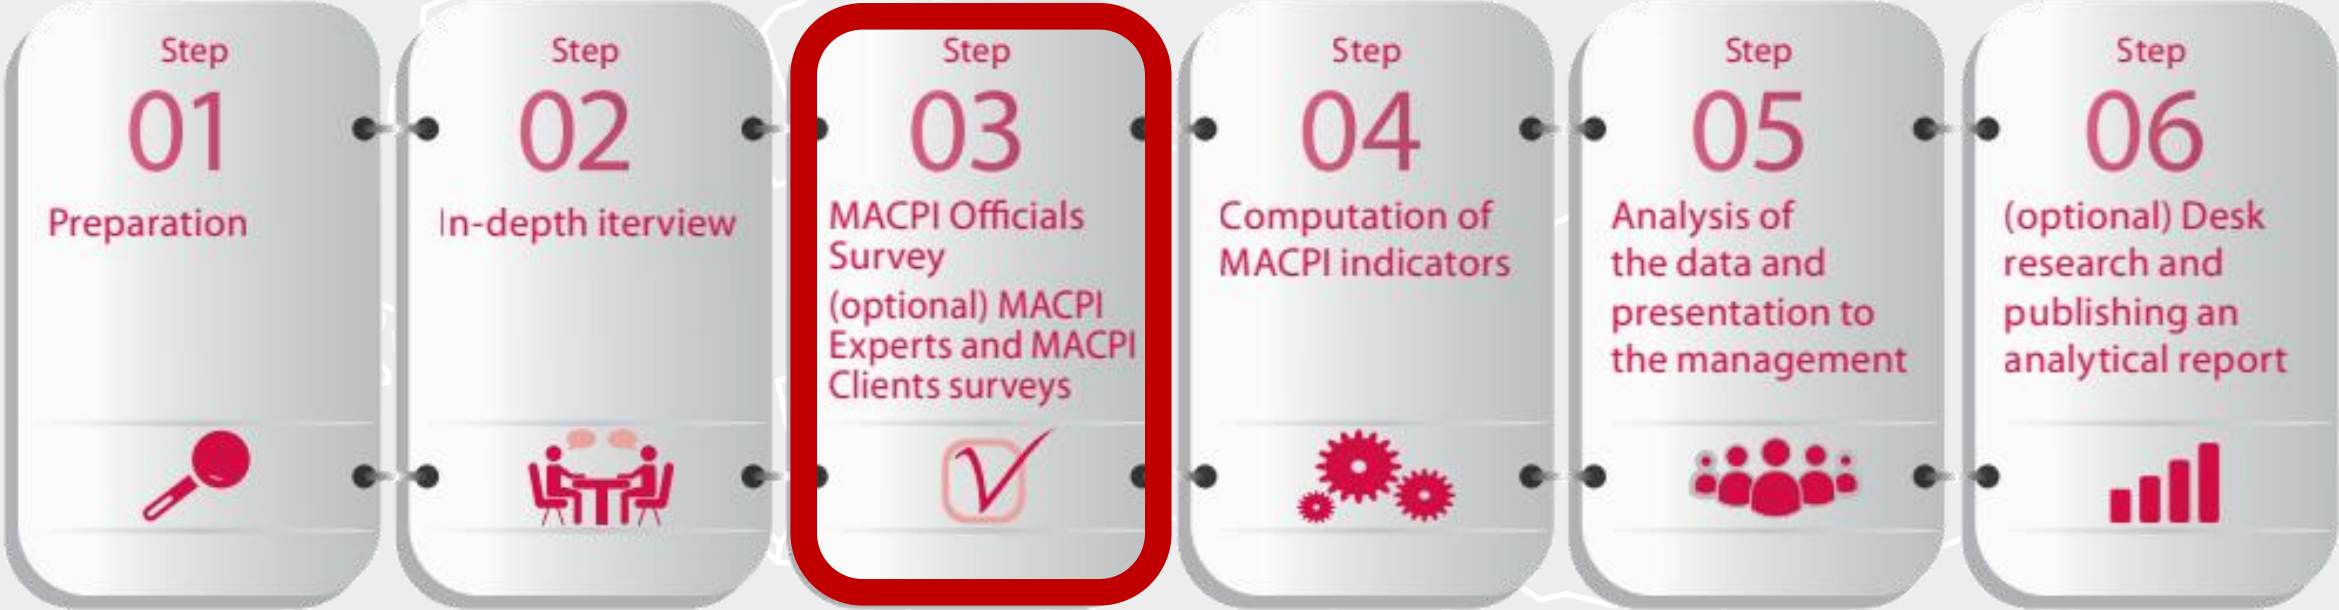 Step
01
Preparation
Step
02
In-depth iterview
Step
03
MACPI Officials
Survey
(optional) MACPI
Experts and MACPI
Clients surveys
Step
04
Computation of
MACPI indicators
Step
05
Analysis of
the data and
presentation to
the management
Step
06
(optional) Desk
research and
publishing an
analytical report